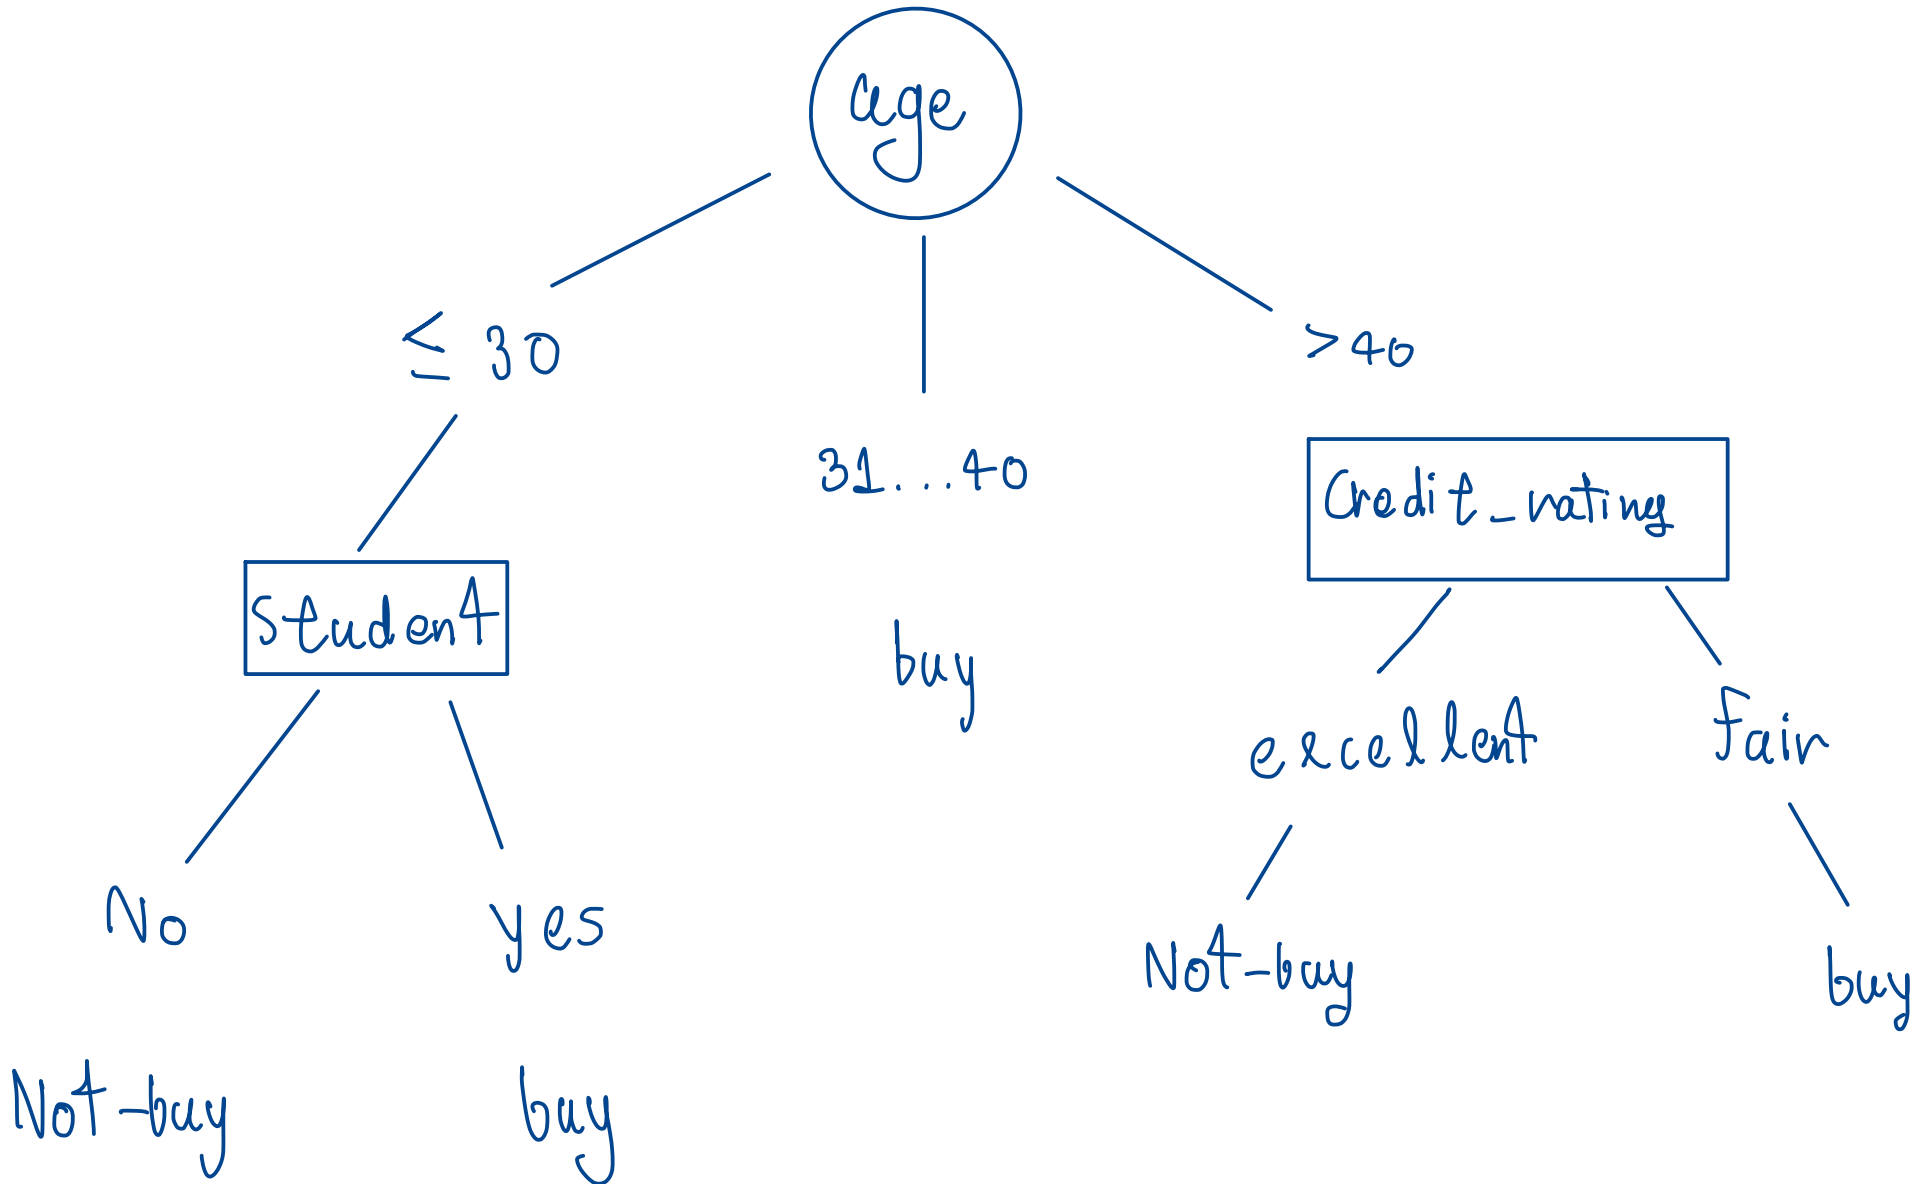 age
≤ 30
>40
31...40
Credit_rating
student
buy
excellent
fair
No
yes
Not-buy
buy
Not-buy
buy